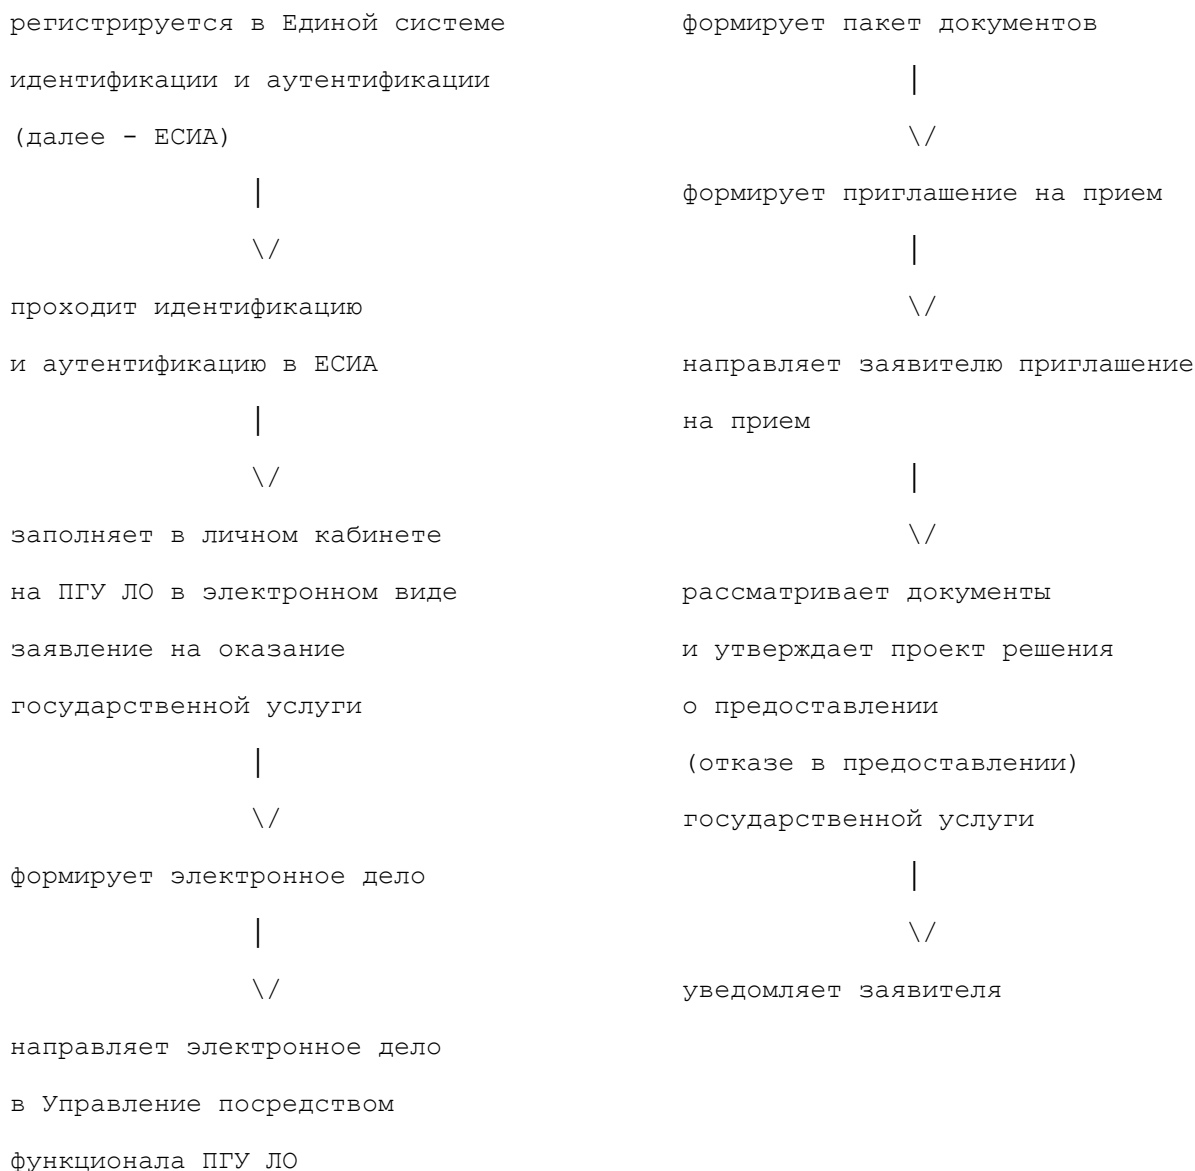 регистрируется в Единой системе
идентификации и аутентификации
(далее - ЕСИА)
|
\/
проходит идентификацию
и аутентификацию в ЕСИА
|
\/
заполняет в личном кабинете
на ПГУ ЛО в электронном виде
заявление на оказание
государственной услуги
|
\/
формирует электронное дело
|
\/
направляет электронное дело
в Управление посредством
функционала ПГУ ЛО
формирует пакет документов
|
\/
формирует приглашение на прием
|
\/
направляет заявителю приглашение
на прием
|
\/
рассматривает документы
и утверждает проект решения
о предоставлении
(отказе в предоставлении)
государственной услуги
|
\/
уведомляет заявителя